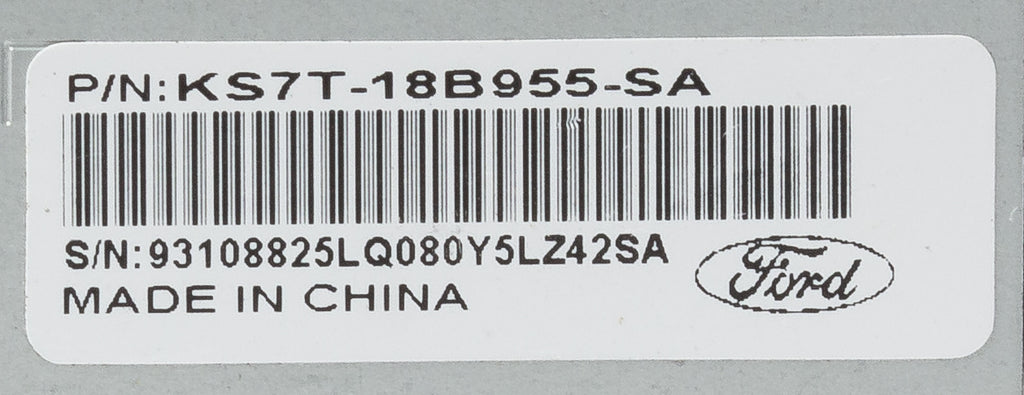 P/N:KS7T-18B955-SA
S/N:93108825LQ080Y5LZ42SA
MADE IN CHINA
Ford